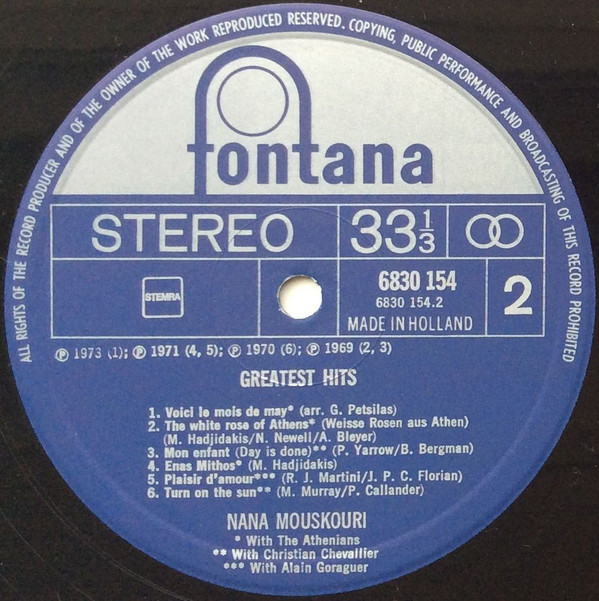 ALL RIGHTS OF THE RECORD PRODUCER AND OF THE OWNER OF THE WORK REPRODUCED RESERVED. COPYING, PUBLIC PERFORMANCE AND BROADCASTING OF THIS RECORD PROHIBITED
fontana
STEREO 33 1/3
STEMRA 6830 154 2
6830 154.2
MADE IN HOLLAND
Ⓟ 1973 (1); Ⓟ 1971 (4, 5); Ⓟ 1970 (6); Ⓟ 1969 (2, 3)
GREATEST HITS
1. Voici le mois de may* (arr. G. Petsilas)
2. The white rose of Athens* (Weisse Rosen aus Athen)
(M. Hadjidakis/N. Newell/A. Bleyer)
3. Mon enfant (Day is done)** (P. Yarrow/B. Bergman)
4. Enas Mithos* (M. Hadjidakis)
5. Plaisir d'amour*** (R. J. Martini/J. P. C. Florian)
6. Turn on the sun** (M. Murray/P. Callander)
NANA MOUSKOURI
* With The Athenians
** With Christian Chevallier
*** With Alain Goraguer